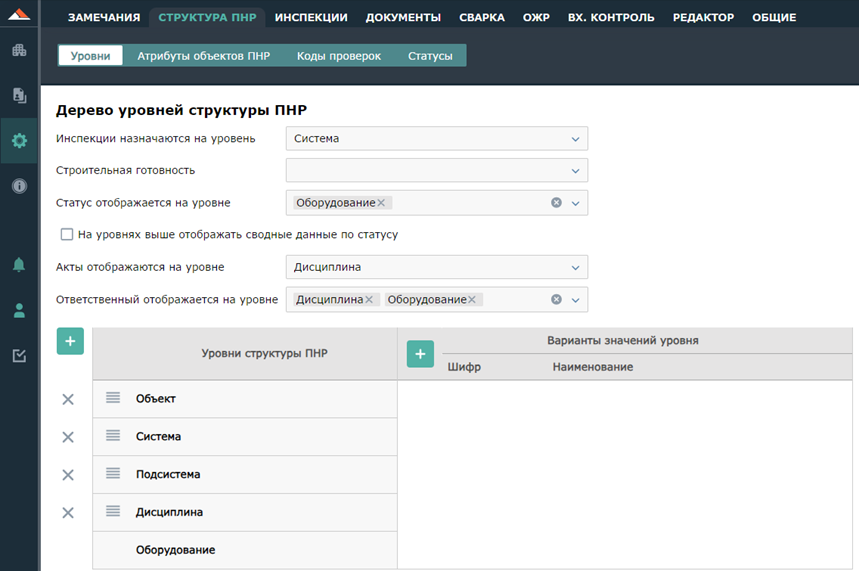 ЗАМЕЧАНИЯ СТРУКТУРА ПНР ИНСПЕКЦИИ ДОКУМЕНТЫ СВАРКА ОЖР ВХ. КОНТРОЛЬ РЕДАКТОР ОБЩИЕ
Уровни Атрибуты объектов ПНР Коды проверок Статусы
Дерево уровней структуры ПНР
Инспекции назначаются на уровень Система
Строительная готовность
Статус отображается на уровне Оборудование
На уровнях выше отображать сводные данные по статусу
Акты отображаются на уровне Дисциплина
Ответственный отображается на уровне Дисциплина Оборудование
Уровни структуры ПНР
Варианты значений уровня
Шифр Наименование
Объект
Система
Подсистема
Дисциплина
Оборудование